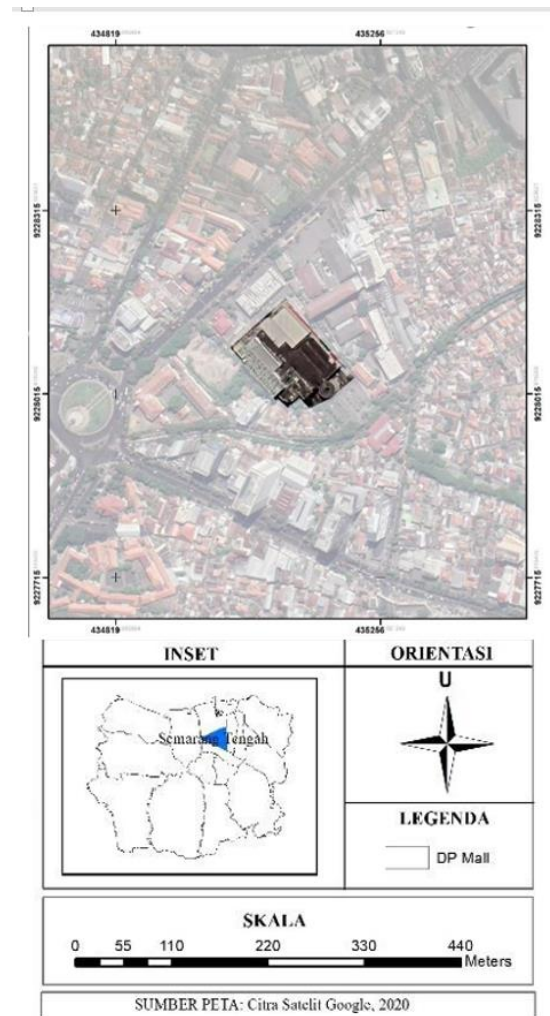 434819 435256
9228315 9228315
9228015 9228015
9227715 9227715
434819 435256
INSET
Semarang Tengah
ORIENTASI
U
LEGENDA
DP Mall
SKALA
0 55 110 220 330 440
Meters
SUMBER PETA: Citra Satelit Google, 2020